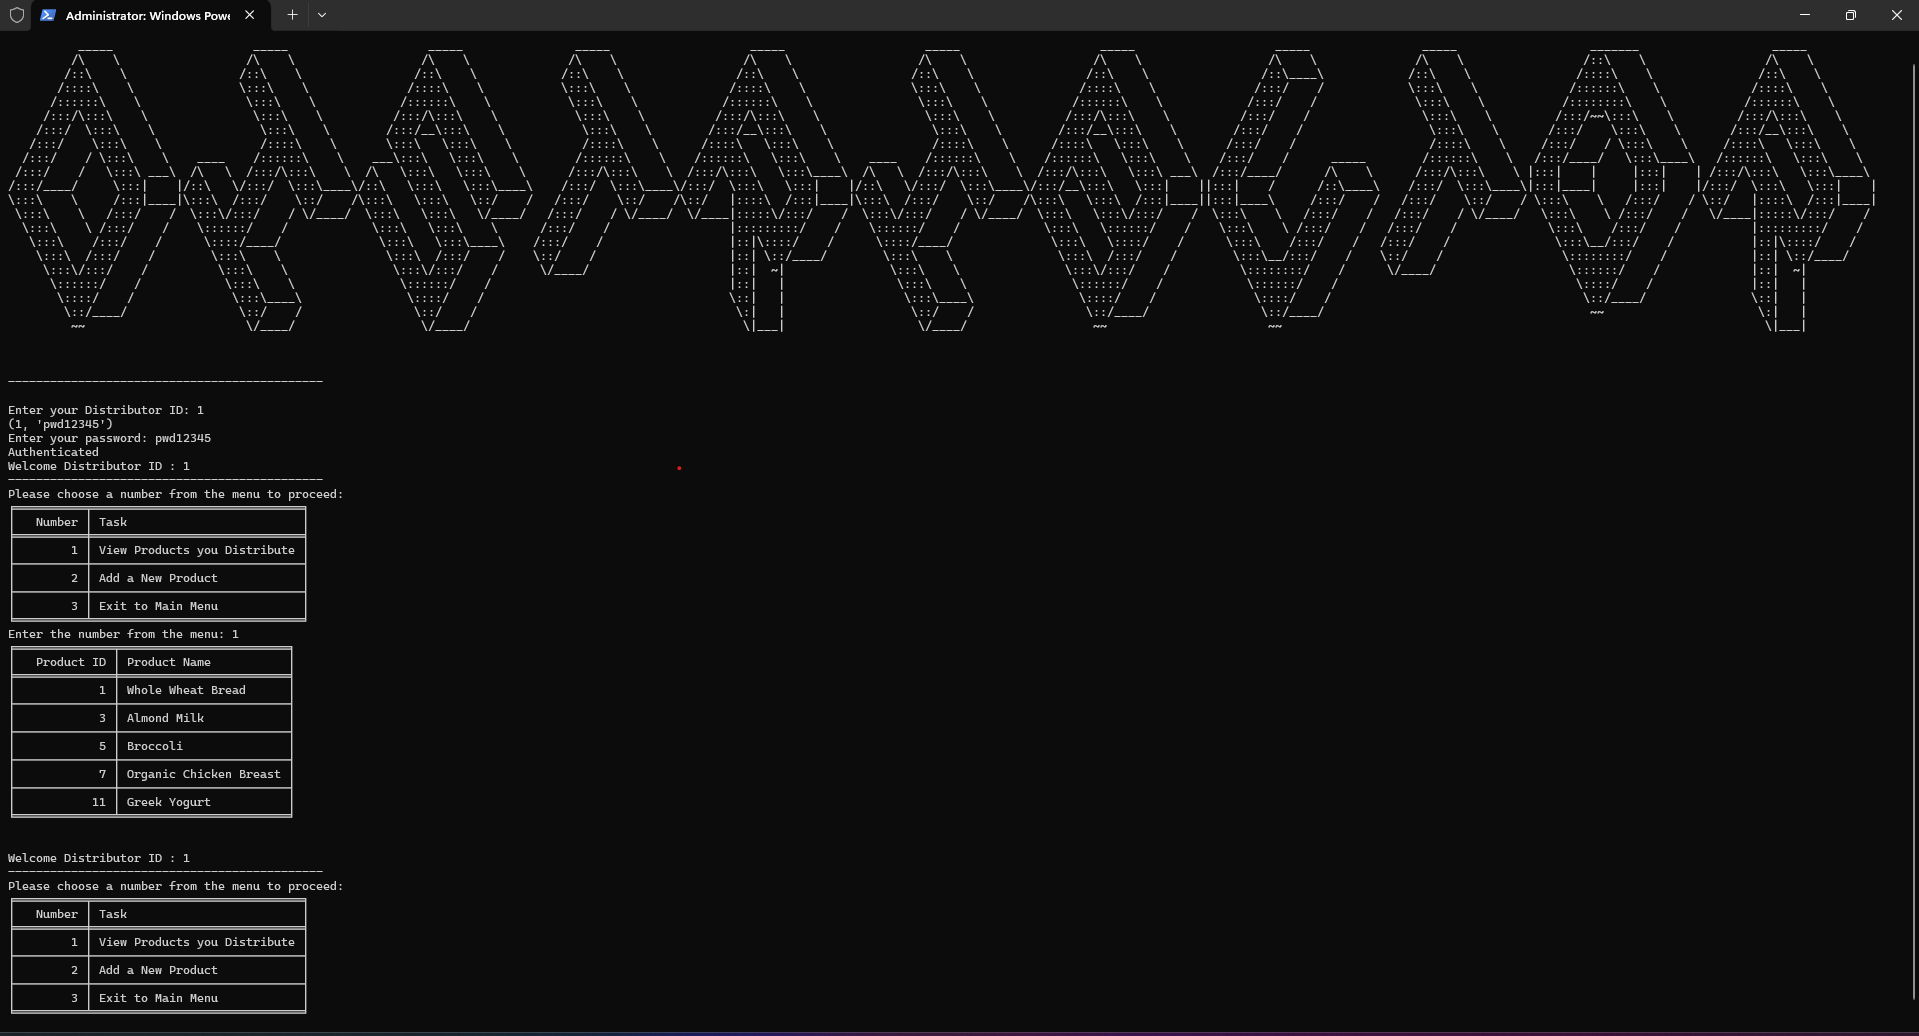 Administrator: Windows Powe
DISTRIBUTOR
Enter your Distributor ID: 1
(1, 'pwd12345')
Enter your password: pwd12345
Authenticated
Welcome Distributor ID : 1
Please choose a number from the menu to proceed:
Number Task
1 View Products you Distribute
2 Add a New Product
3 Exit to Main Menu
Enter the number from the menu: 1
Product ID Product Name
1 Whole Wheat Bread
3 Almond Milk
5 Broccoli
7 Organic Chicken Breast
11 Greek Yogurt
Welcome Distributor ID : 1
Please choose a number from the menu to proceed:
Number Task
1 View Products you Distribute
2 Add a New Product
3 Exit to Main Menu